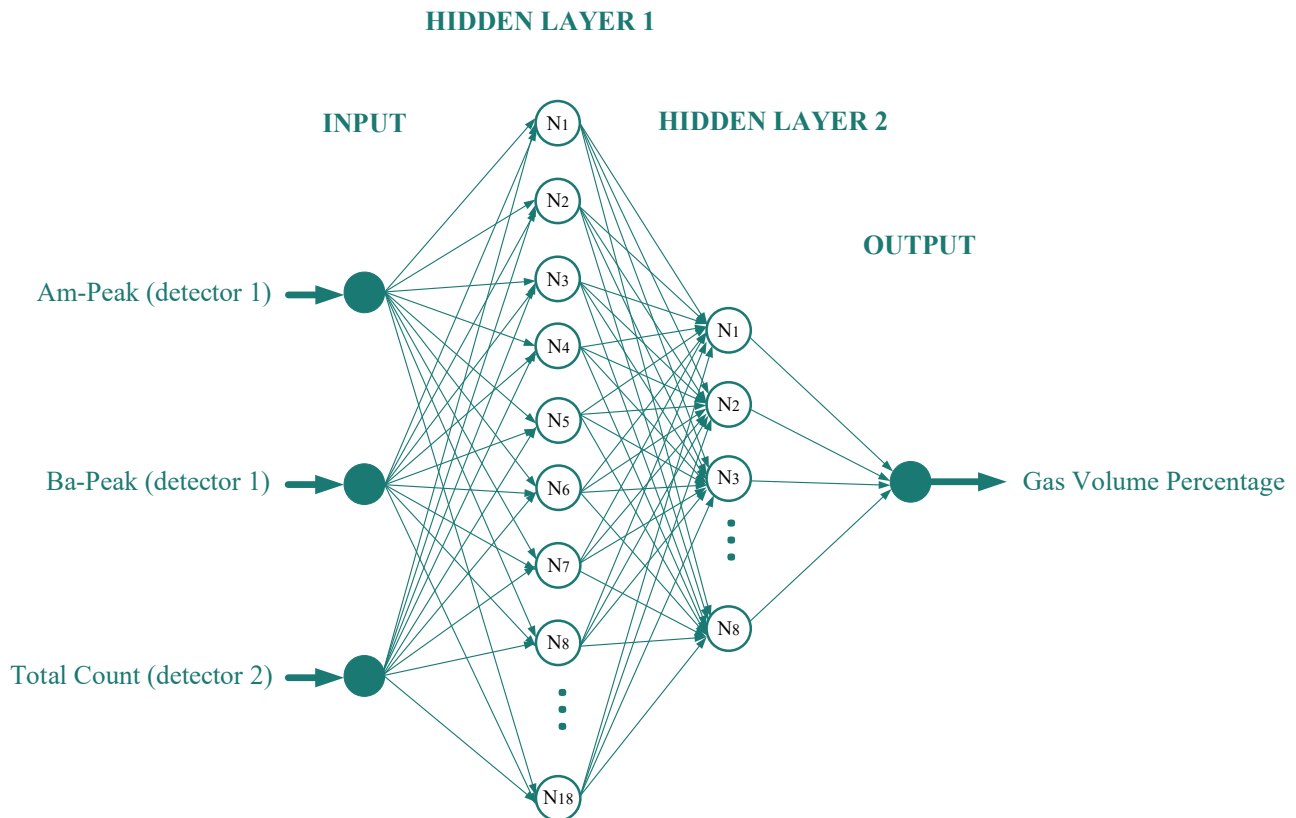 HIDDEN LAYER 1
INPUT
HIDDEN LAYER 2
OUTPUT
Am-Peak (detector 1)
Ba-Peak (detector 1)
Total Count (detector 2)
N1
N2
N3
N4
N5
N6
N7
N8
N18
N1
N2
N3
N8
Gas Volume Percentage